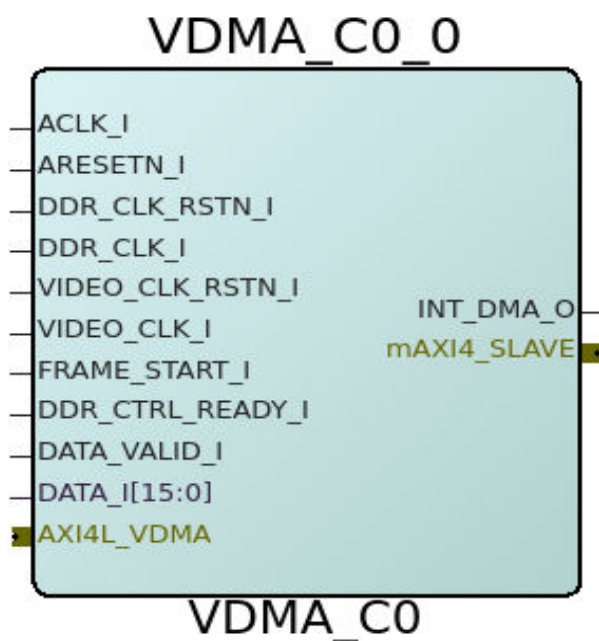 VDMA_C0_0
ACLK_I
ARESETN_I
DDR_CLK_RSTN_I
DDR_CLK_I
VIDEO_CLK_RSTN_I
VIDEO_CLK_I
FRAME_START_I
DDR_CTRL_READY_I
DATA_VALID_I
DATA_I[15:0]
AXI4L_VDMA
INT_DMA_O
mAXI4_SLAVE
VDMA_C0